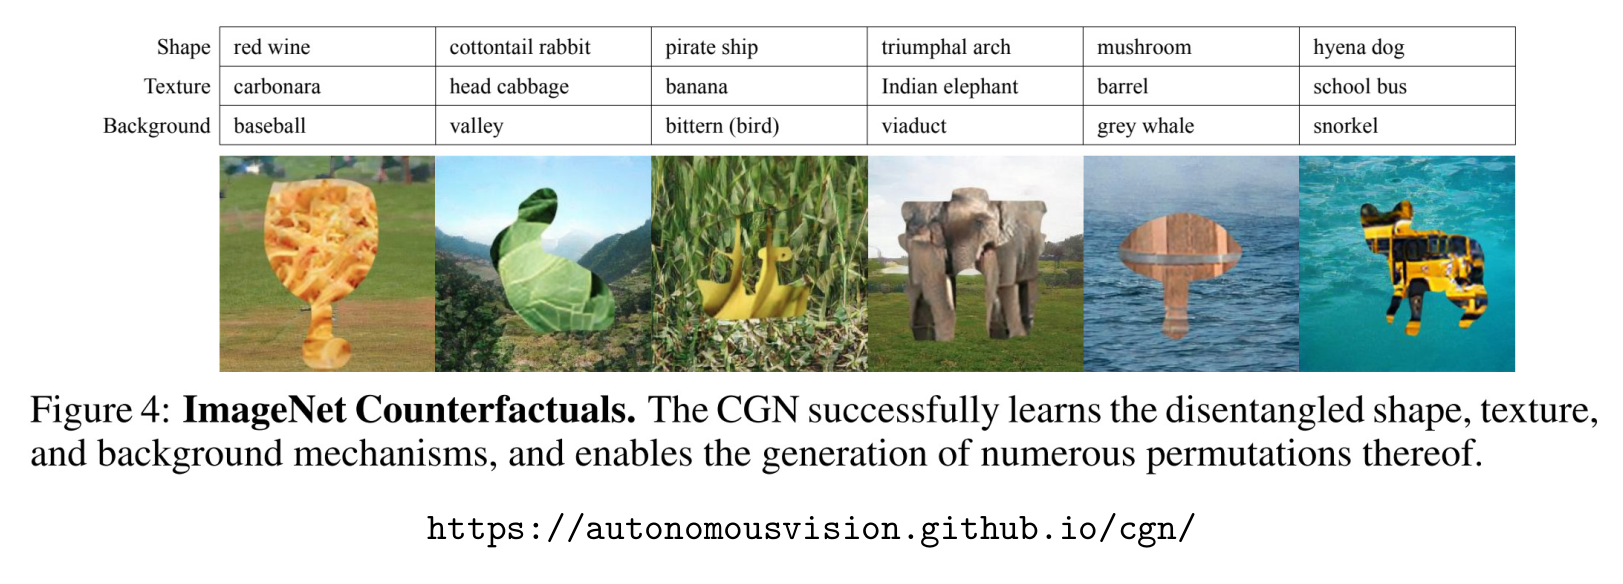 Shape red wine cottontail rabbit pirate ship triumphal arch mushroom hyena dog
Texture carbonara head cabbage banana Indian elephant barrel school bus
Background baseball valley bittern (bird) viaduct grey whale snorkel
Figure 4: ImageNet Counterfactuals. The CGN successfully learns the disentangled shape, texture,
and background mechanisms, and enables the generation of numerous permutations thereof.
https://autonomousvision.github.io/cgn/